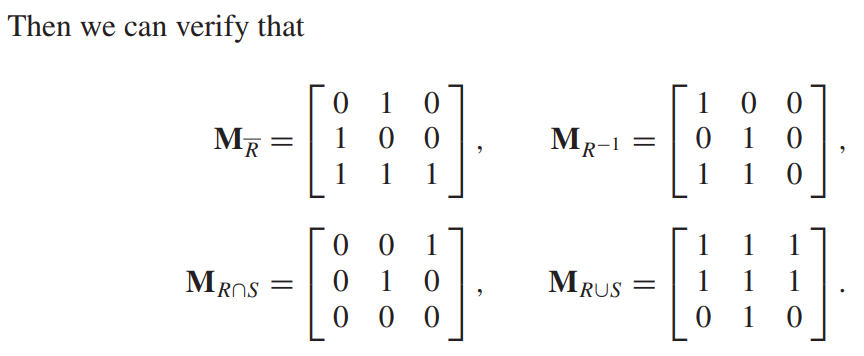 Then we can verify that
M_R̅ = [ 0 1 0 ; 1 0 0 ; 1 1 1 ] , M_R⁻¹ = [ 1 0 0 ; 0 1 0 ; 1 1 0 ] ,
M_R∩S = [ 0 0 1 ; 0 1 0 ; 0 0 0 ] , M_R∪S = [ 1 1 1 ; 1 1 1 ; 0 1 0 ] .